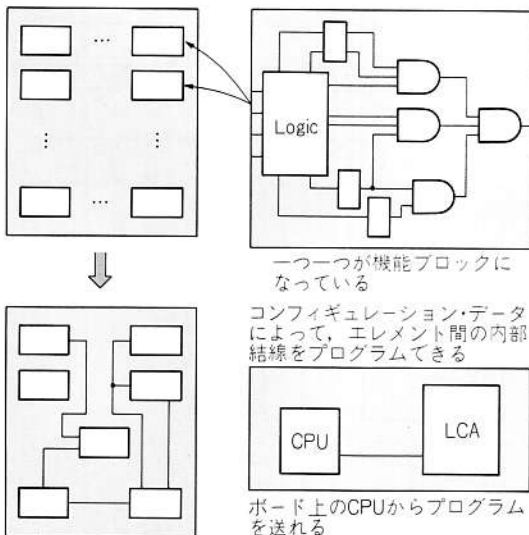 Logic
一つ一つが機能ブロックに
なっている
コンフィギュレーション・データ
によって，エレメント間の内部
結線をプログラムできる
CPU
LCA
ボード上のCPUからプログラム
を送れる